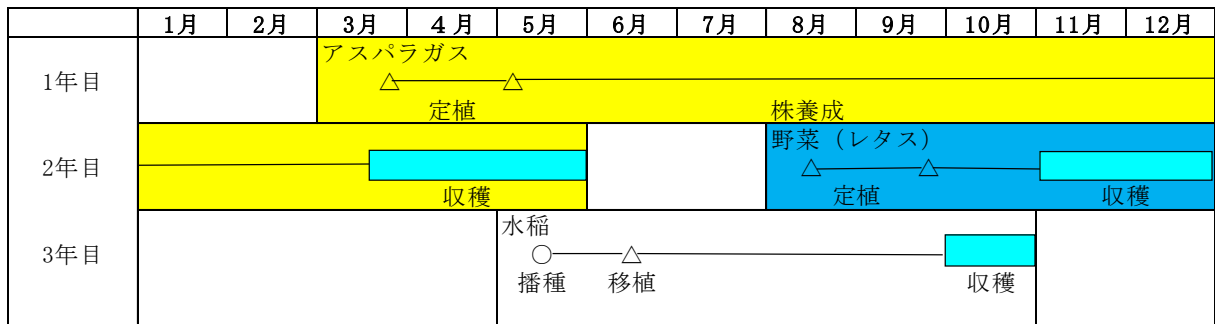 1月 2月 3月 4月 5月 6月 7月 8月 9月 10月 11月 12月
アスパラガス
1年目
定植 株養成
野菜（レタス）
2年目
収穫 定植 収穫
水稲
3年目
播種 移植 収穫